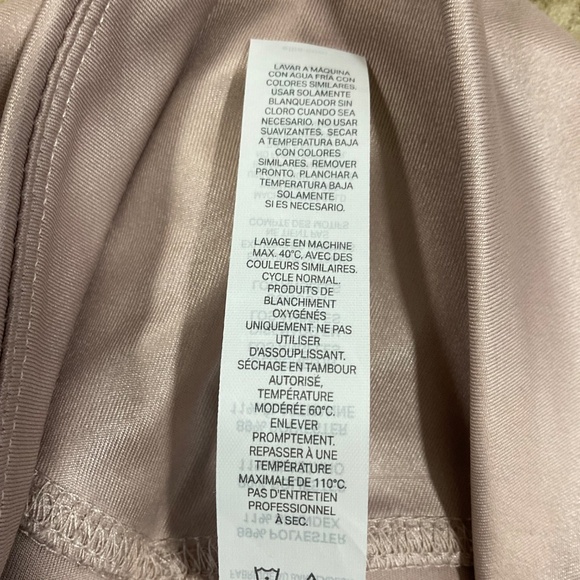 LAVAR A MÁQUINA
CON AGUA FRÍA CON
COLORES SIMILARES.
USAR SOLAMENTE
BLANQUEADOR SIN
CLORO CUANDO SEA
NECESARIO. NO USAR
SUAVIZANTES. SECAR
A TEMPERATURA BAJA
CON COLORES
SIMILARES. REMOVER
PRONTO. PLANCHAR A
TEMPERATURA BAJA
SOLAMENTE
SI ES NECESARIO.
LAVAGE EN MACHINE
MAX. 40°C, AVEC DES
COULEURS SIMILAIRES.
CYCLE NORMAL.
PRODUITS DE
BLANCHIMENT
OXYGÉNÉS
UNIQUEMENT. NE PAS
UTILISER
D'ASSOUPLISSANT.
SÉCHAGE EN TAMBOUR
AUTORISÉ,
TEMPÉRATURE
MODÉRÉE 60°C.
ENLEVER
PROMPTEMENT.
REPASSER À UNE
TEMPÉRATURE
MAXIMALE DE 110°C.
PAS D'ENTRETIEN
PROFESSIONNEL
À SEC.